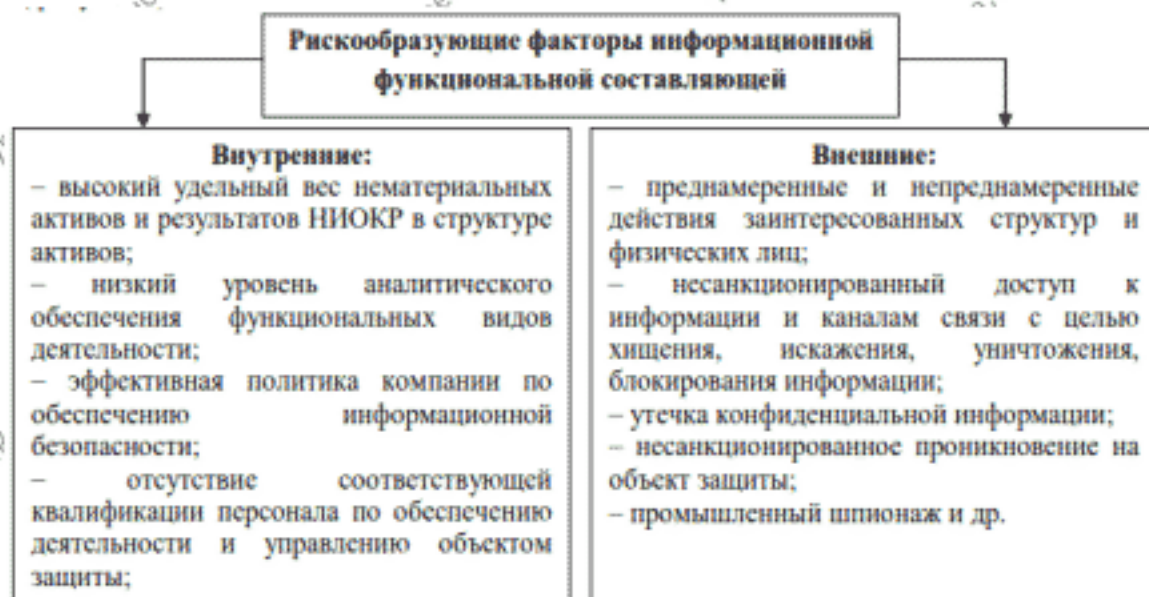 Рискообразующие факторы информационной
функциональной составляющей
Внутренние:
– высокий удельный вес нематериальных
активов и результатов НИОКР в структуре
активов;
– низкий уровень аналитического
обеспечения функциональных видов
деятельности;
– эффективная политика компании по
обеспечению информационной
безопасности;
– отсутствие соответствующей
квалификации персонала по обеспечению
деятельности и управлению объектом
защиты;
Внешние:
– преднамеренные и непреднамеренные
действия заинтересованных структур и
физических лиц;
– несанкционированный доступ к
информации и каналам связи с целью
хищения, искажения, уничтожения,
блокирования информации;
– утечка конфиденциальной информации;
– несанкционированное проникновение на
объект защиты;
– промышленный шпионаж и др.